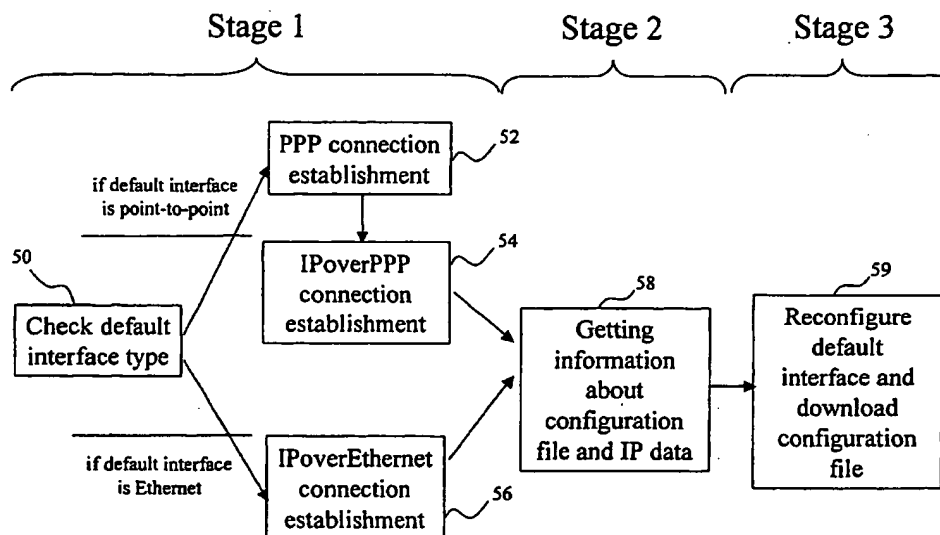 Stage 1
Stage 2
Stage 3
PPP connection
establishment
52
if default interface
is point-to-point
50
Check default
interface type
IPoverPPP
connection
establishment
54
if default interface
is Ethernet
IPoverEthernet
connection
establishment
56
58
Getting
information
about
configuration
file and IP data
59
Reconfigure
default
interface and
download
configuration
file